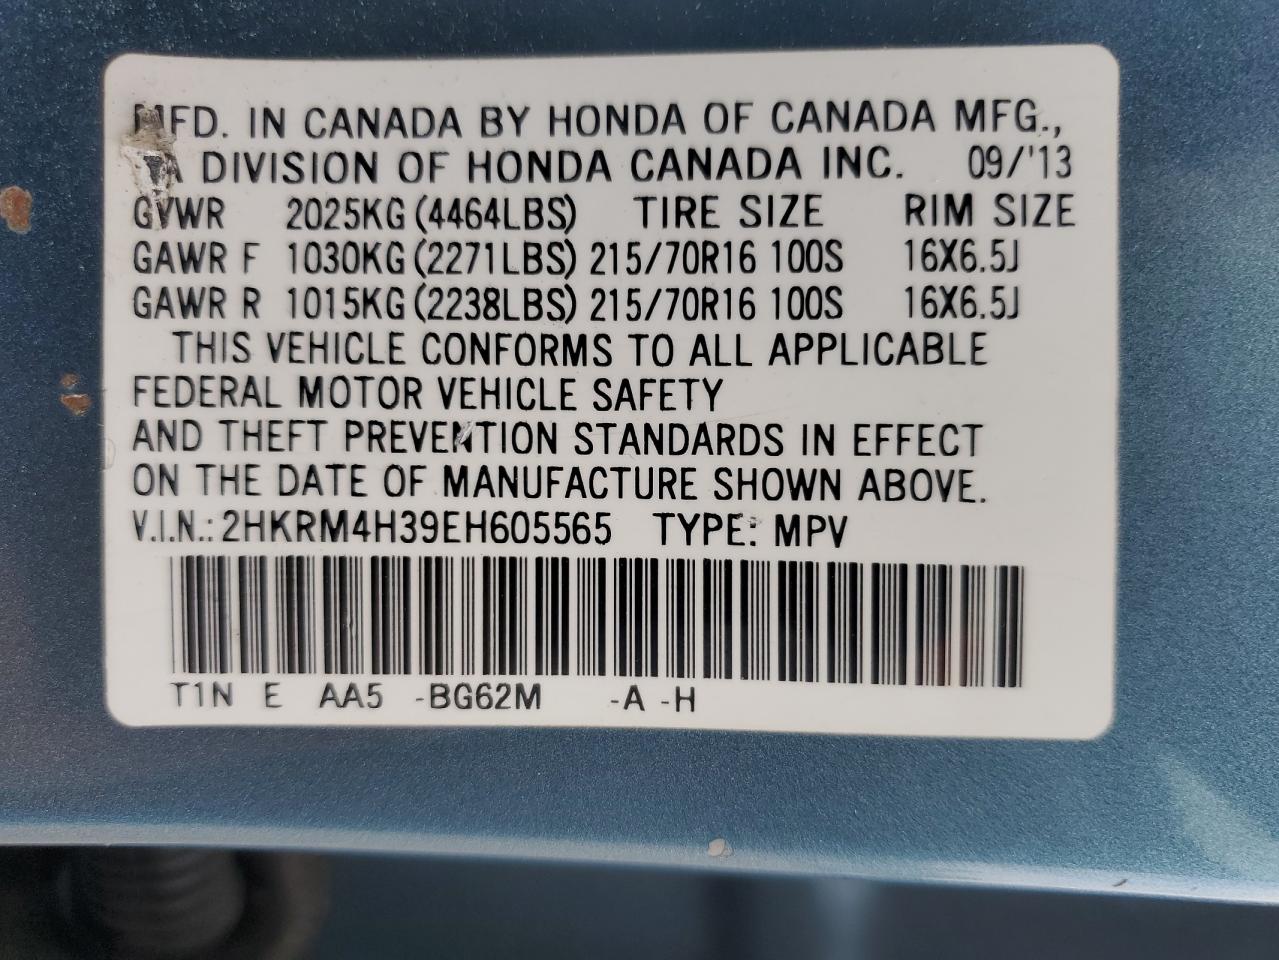 MFD. IN CANADA BY HONDA OF CANADA MFG.,
A DIVISION OF HONDA CANADA INC. 09/'13
GVWR 2025KG (4464LBS) TIRE SIZE RIM SIZE
GAWR F 1030KG (2271LBS) 215/70R16 100S 16X6.5J
GAWR R 1015KG (2238LBS) 215/70R16 100S 16X6.5J
THIS VEHICLE CONFORMS TO ALL APPLICABLE
FEDERAL MOTOR VEHICLE SAFETY
AND THEFT PREVENTION STANDARDS IN EFFECT
ON THE DATE OF MANUFACTURE SHOWN ABOVE.
V.I.N.: 2HKRM4H39EH605565 TYPE: MPV
T1N E AA5 -BG62M -A -H